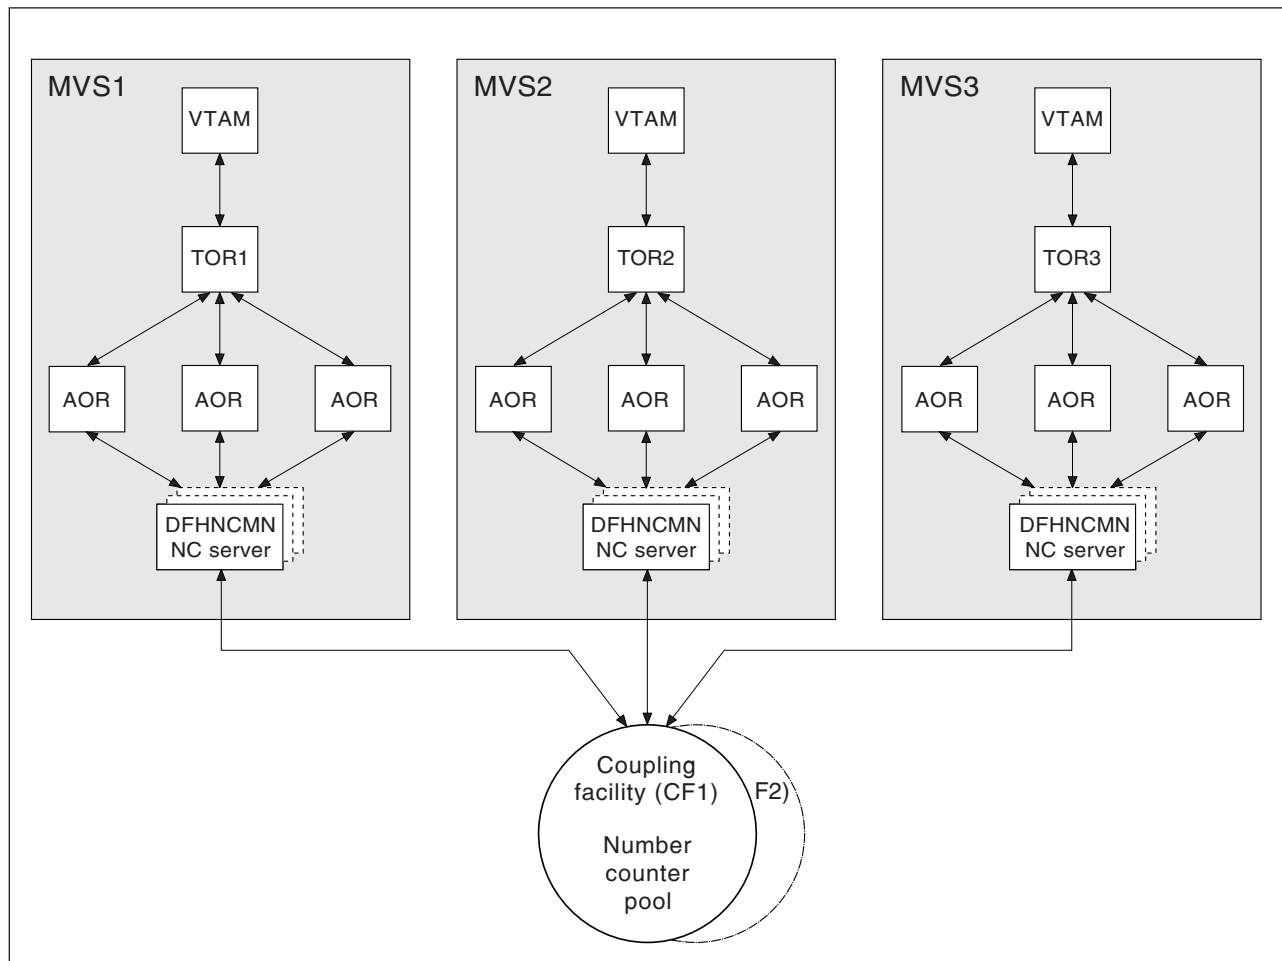 MVS1
MVS2
MVS3
VTAM
VTAM
VTAM
TOR1
TOR2
TOR3
AOR
AOR
AOR
AOR
AOR
AOR
AOR
AOR
AOR
DFHNCMN
NC server
DFHNCMN
NC server
DFHNCMN
NC server
Coupling
facility (CF1)
F2)
Number
counter
pool